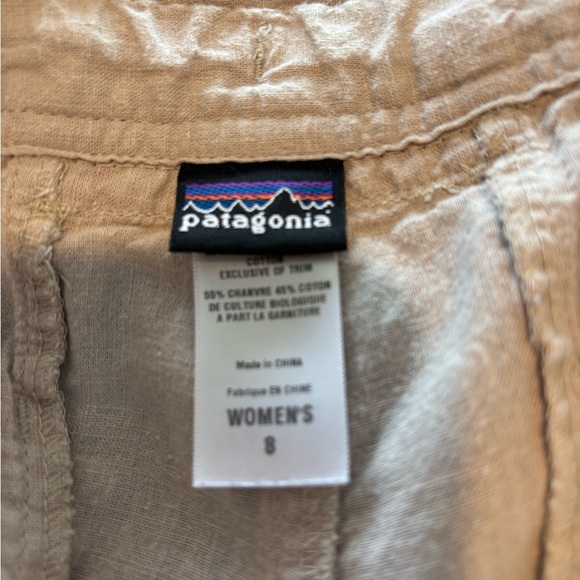 patagonia
COTTON
EXCLUSIVE OF TRIM
55% CHANVRE 45% COTON
DE CULTURE BIOLOGIQUE
A PART LA GARNITURE
Made in CHINA
Fabriqué EN CHINE
WOMEN'S
8